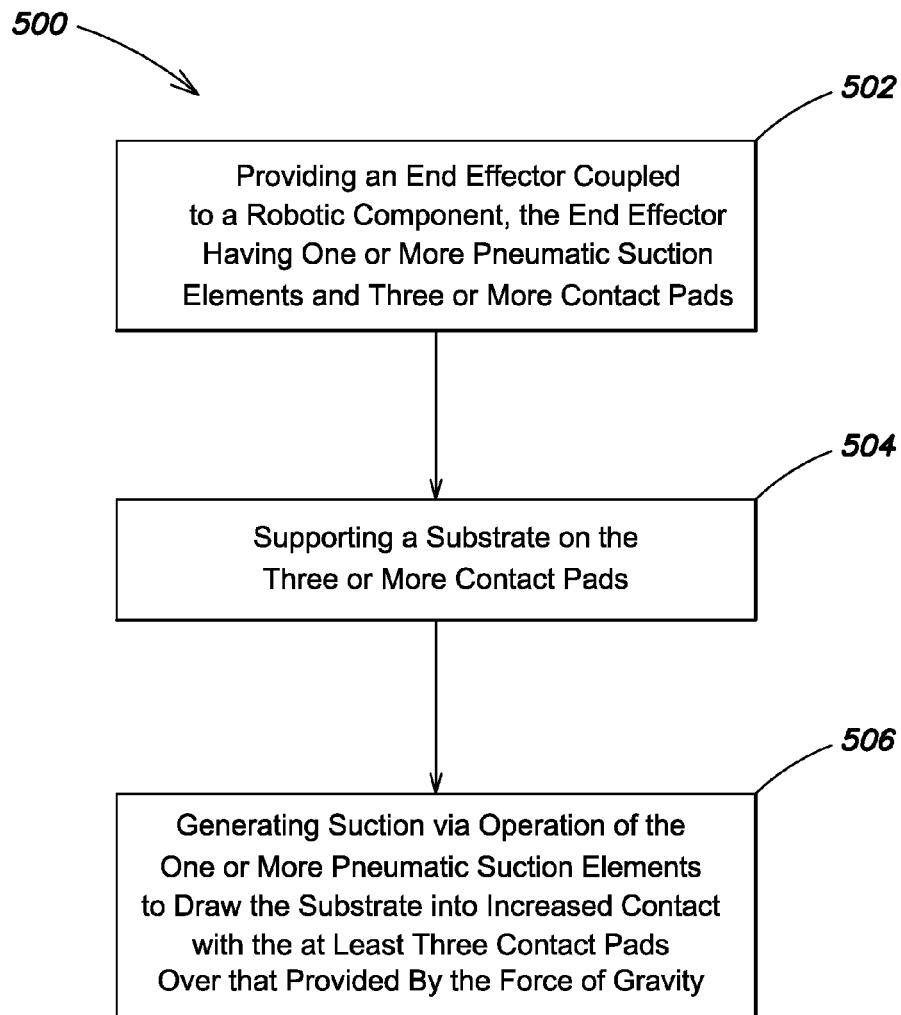 500
502
Providing an End Effector Coupled
to a Robotic Component, the End Effector
Having One or More Pneumatic Suction
Elements and Three or More Contact Pads
504
Supporting a Substrate on the
Three or More Contact Pads
506
Generating Suction via Operation of the
One or More Pneumatic Suction Elements
to Draw the Substrate into Increased Contact
with the at Least Three Contact Pads
Over that Provided By the Force of Gravity